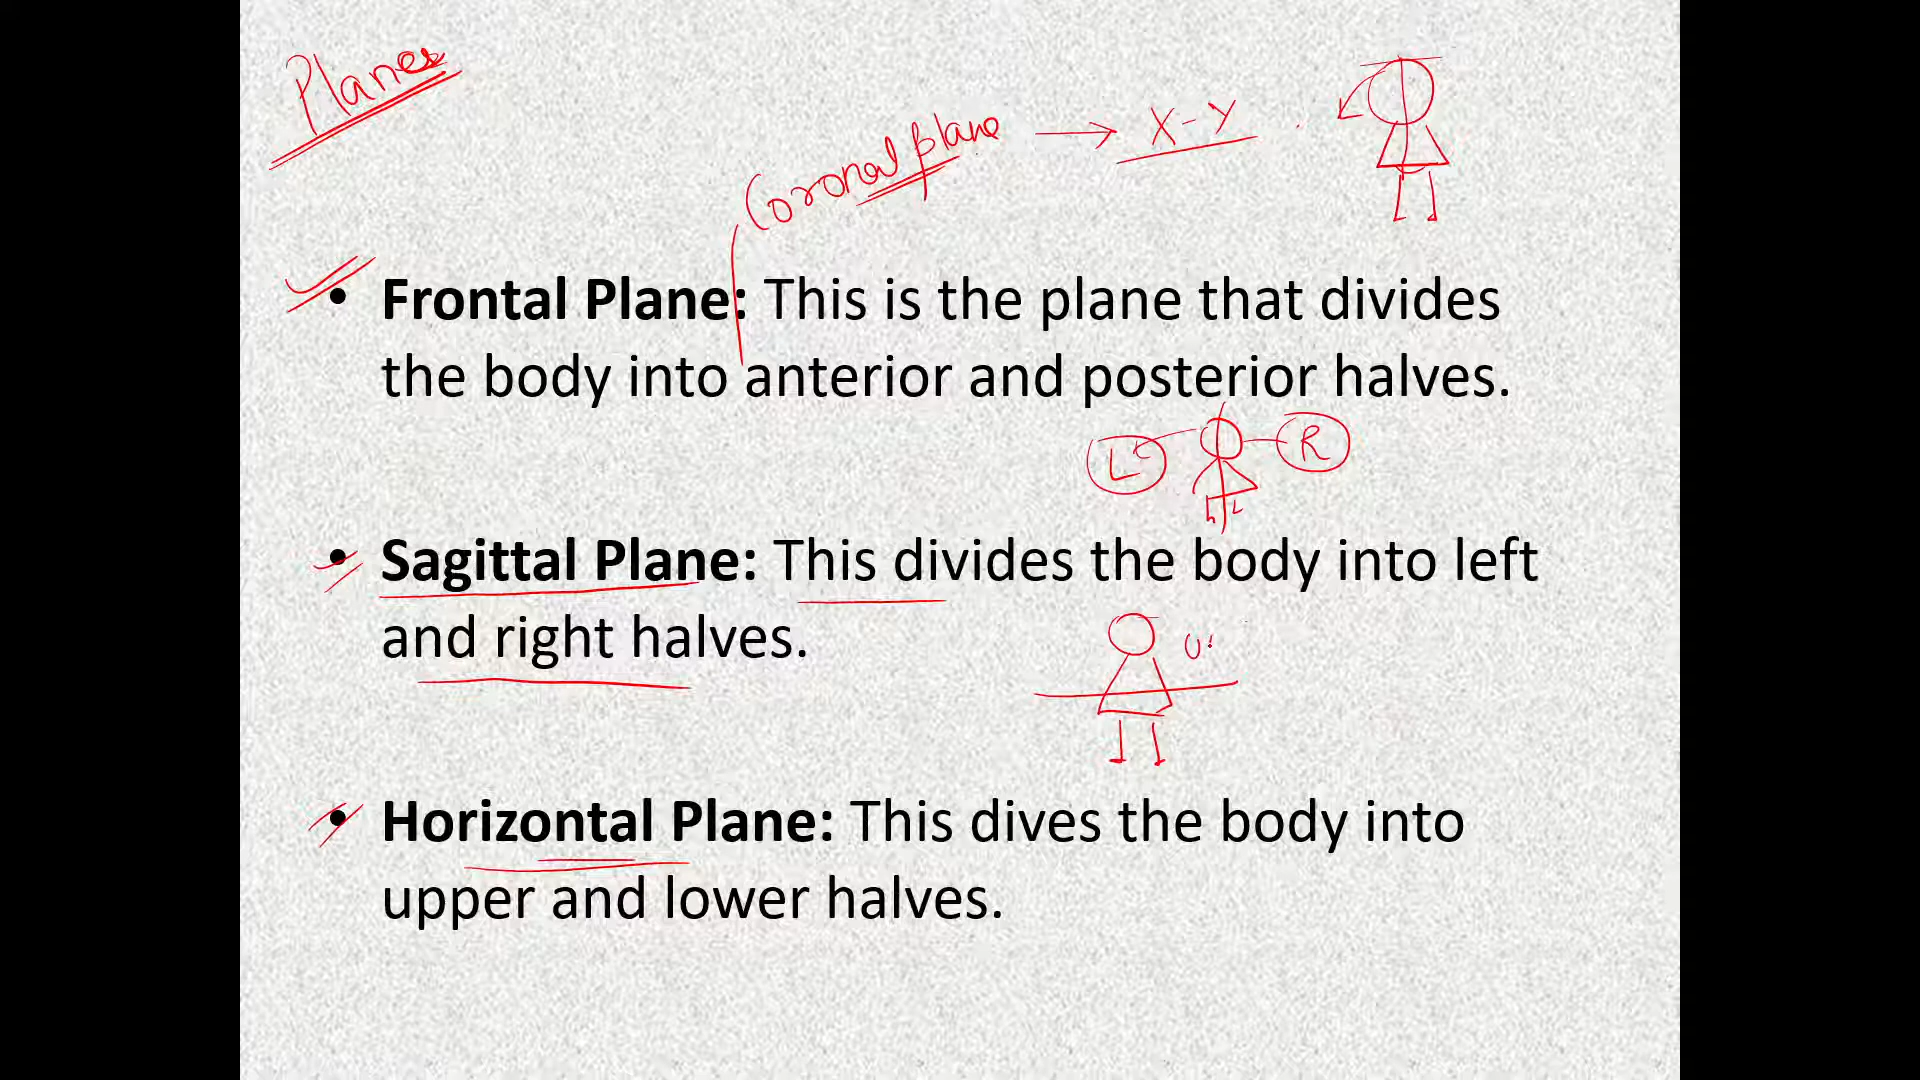 Planes
Coronal plane → X-Y
• Frontal Plane: This is the plane that divides
the body into anterior and posterior halves.
L R
• Sagittal Plane: This divides the body into left
and right halves.
• Horizontal Plane: This dives the body into
upper and lower halves.